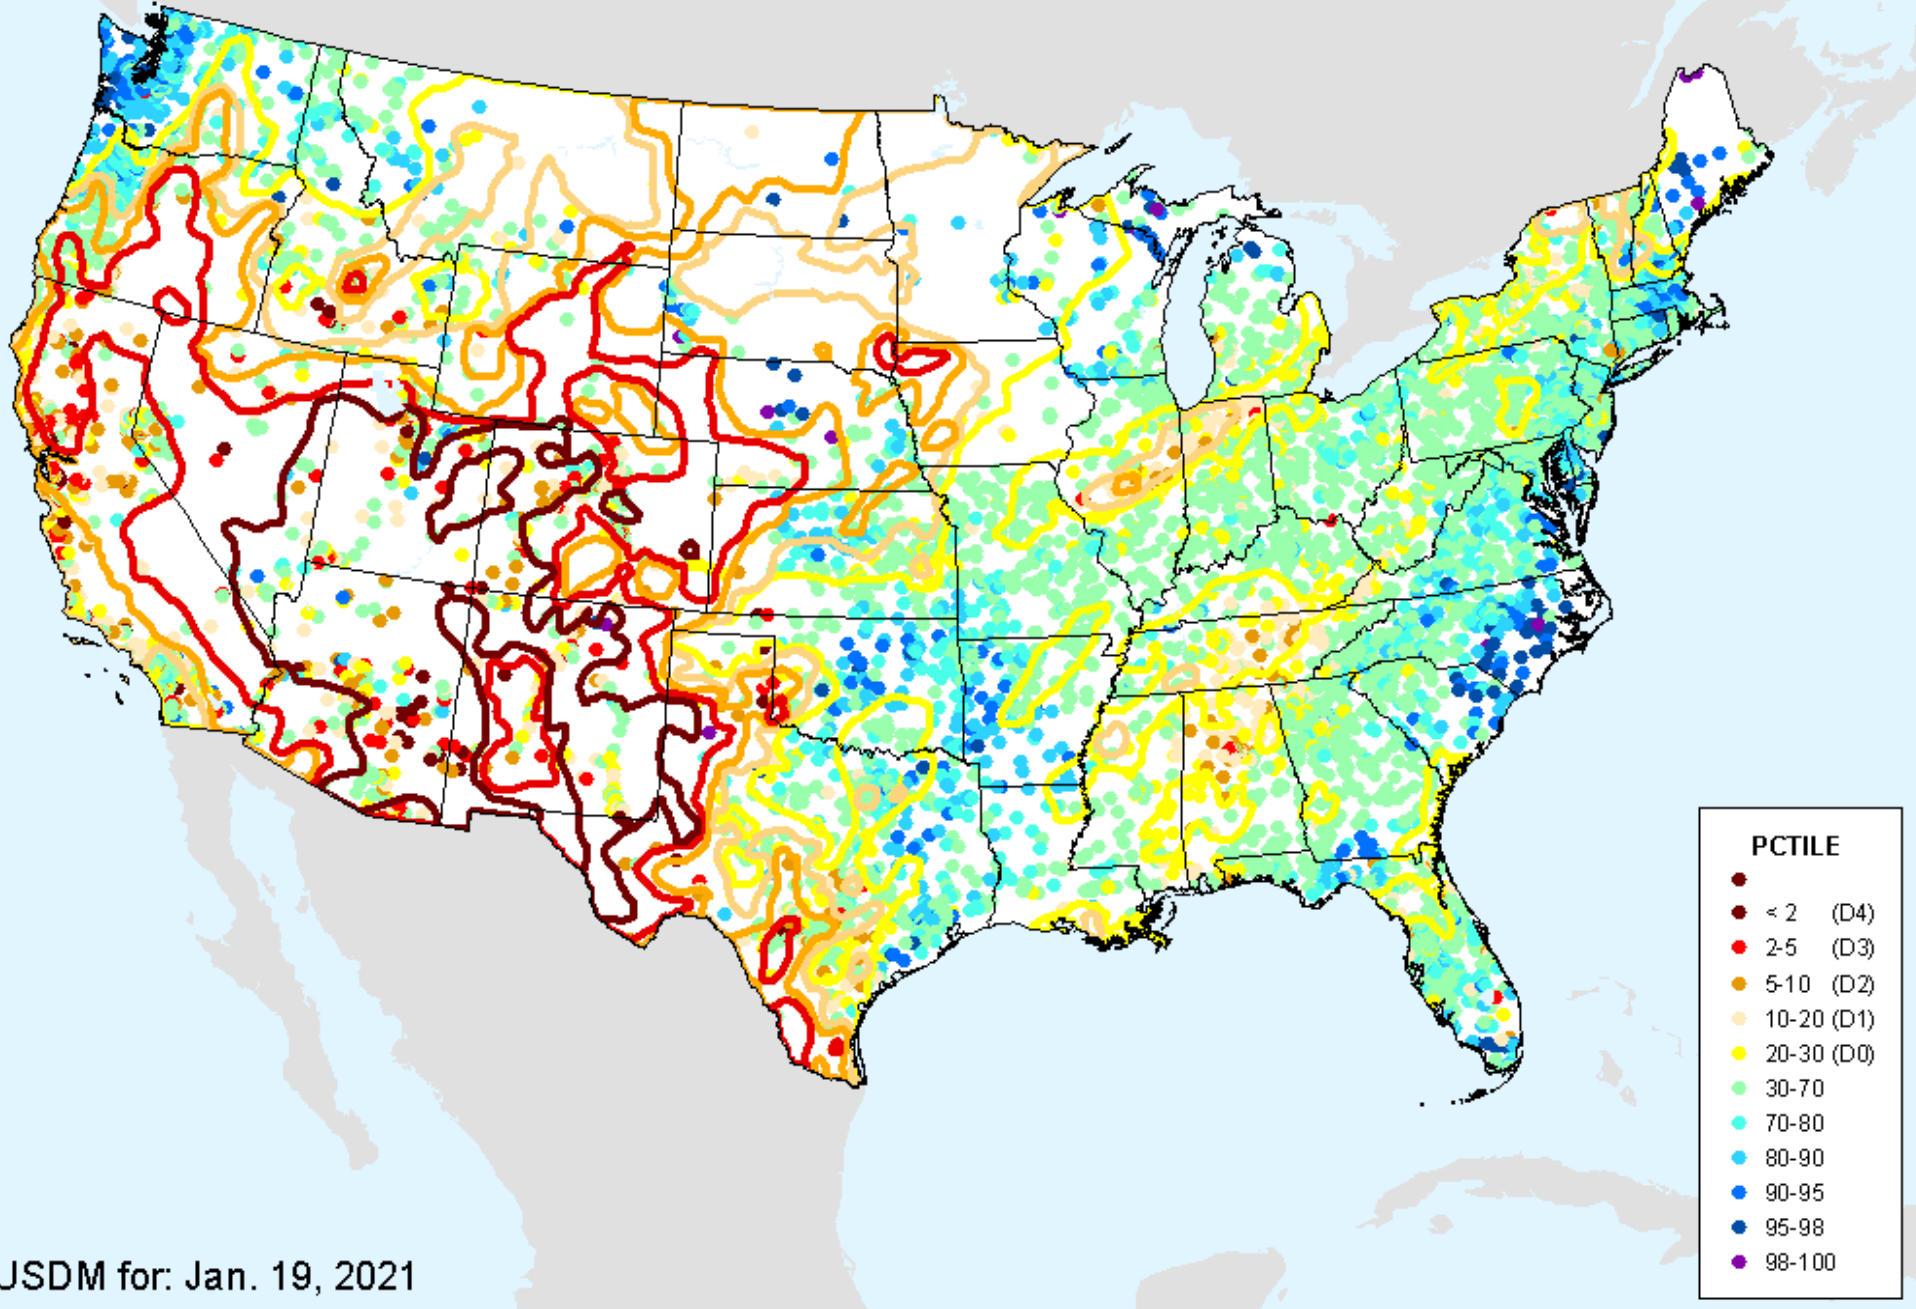 PCTILE
< 2 (D4)
2-5 (D3)
5-10 (D2)
10-20 (D1)
20-30 (D0)
30-70
70-80
80-90
90-95
95-98
98-100
USDM for: Jan. 19, 2021